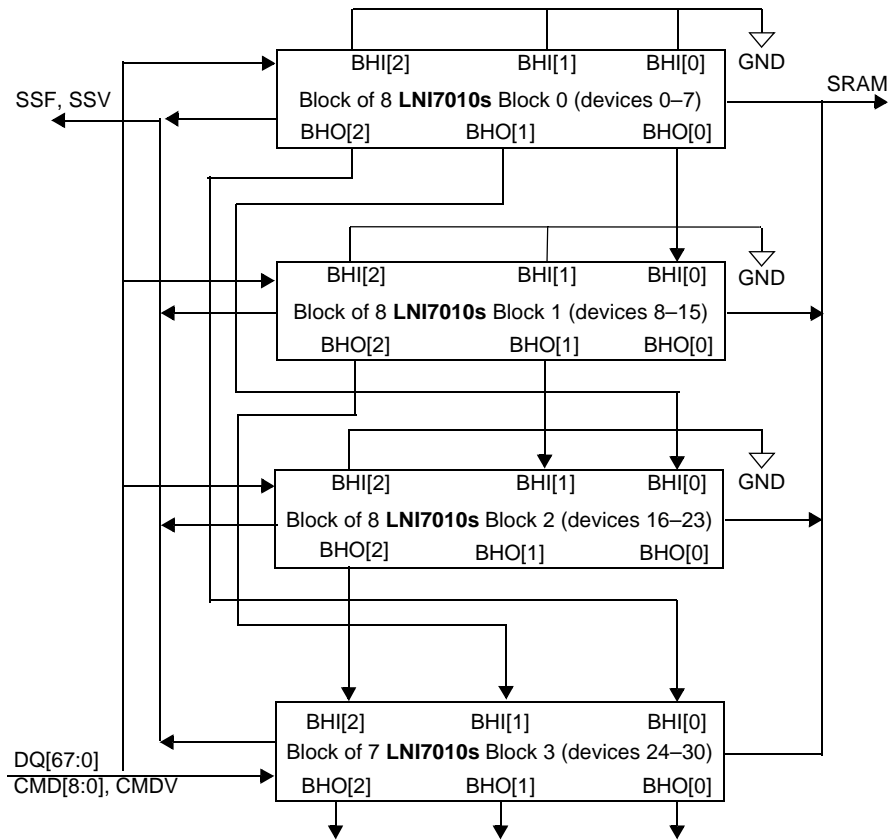 BHI[2] BHI[1] BHI[0] GND
SRAM
SSF, SSV
Block of 8 LNI7010s Block 0 (devices 0–7)
BHO[2] BHO[1] BHO[0]
BHI[2] BHI[1] BHI[0] GND
Block of 8 LNI7010s Block 1 (devices 8–15)
BHO[2] BHO[1] BHO[0]
BHI[2] BHI[1] BHI[0] GND
Block of 8 LNI7010s Block 2 (devices 16–23)
BHO[2] BHO[1] BHO[0]
BHI[2] BHI[1] BHI[0]
Block of 7 LNI7010s Block 3 (devices 24–30)
DQ[67:0]
CMD[8:0], CMDV
BHO[2] BHO[1] BHO[0]